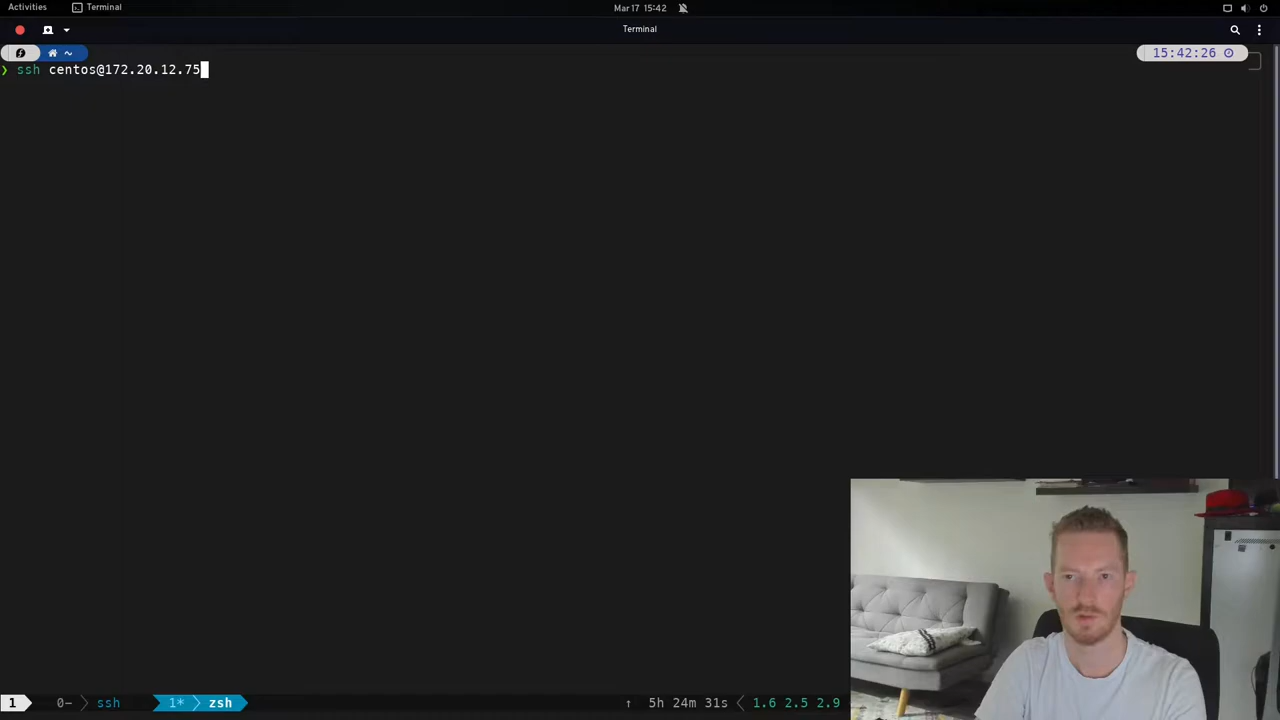 Activities Terminal Mar 17 15:42
Terminal
~ 15:42:26
❯ ssh centos@172.20.12.75
1 0- ssh 1* zsh ↑ 5h 24m 31s 1.6 2.5 2.9